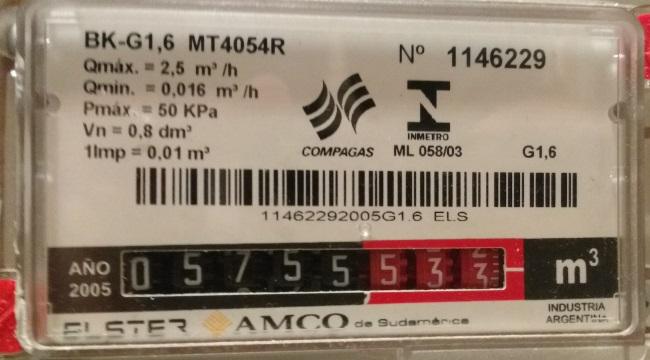 BK-G1,6 MT4054R
Nº 1146229
Qmáx. = 2,5 m³/h
Qmin. = 0,016 m³/h
Pmáx. = 50 KPa
Vn = 0,8 dm³
1Imp = 0,01 m³
COMPAGAS
INMETRO
ML 058/03
G1,6
11462292005G1.6 ELS
AÑO
2005
0 5 7 5 5 5 3 3
m³
ELSTER AMCO de Sudamérica
INDUSTRIA
ARGENTINA